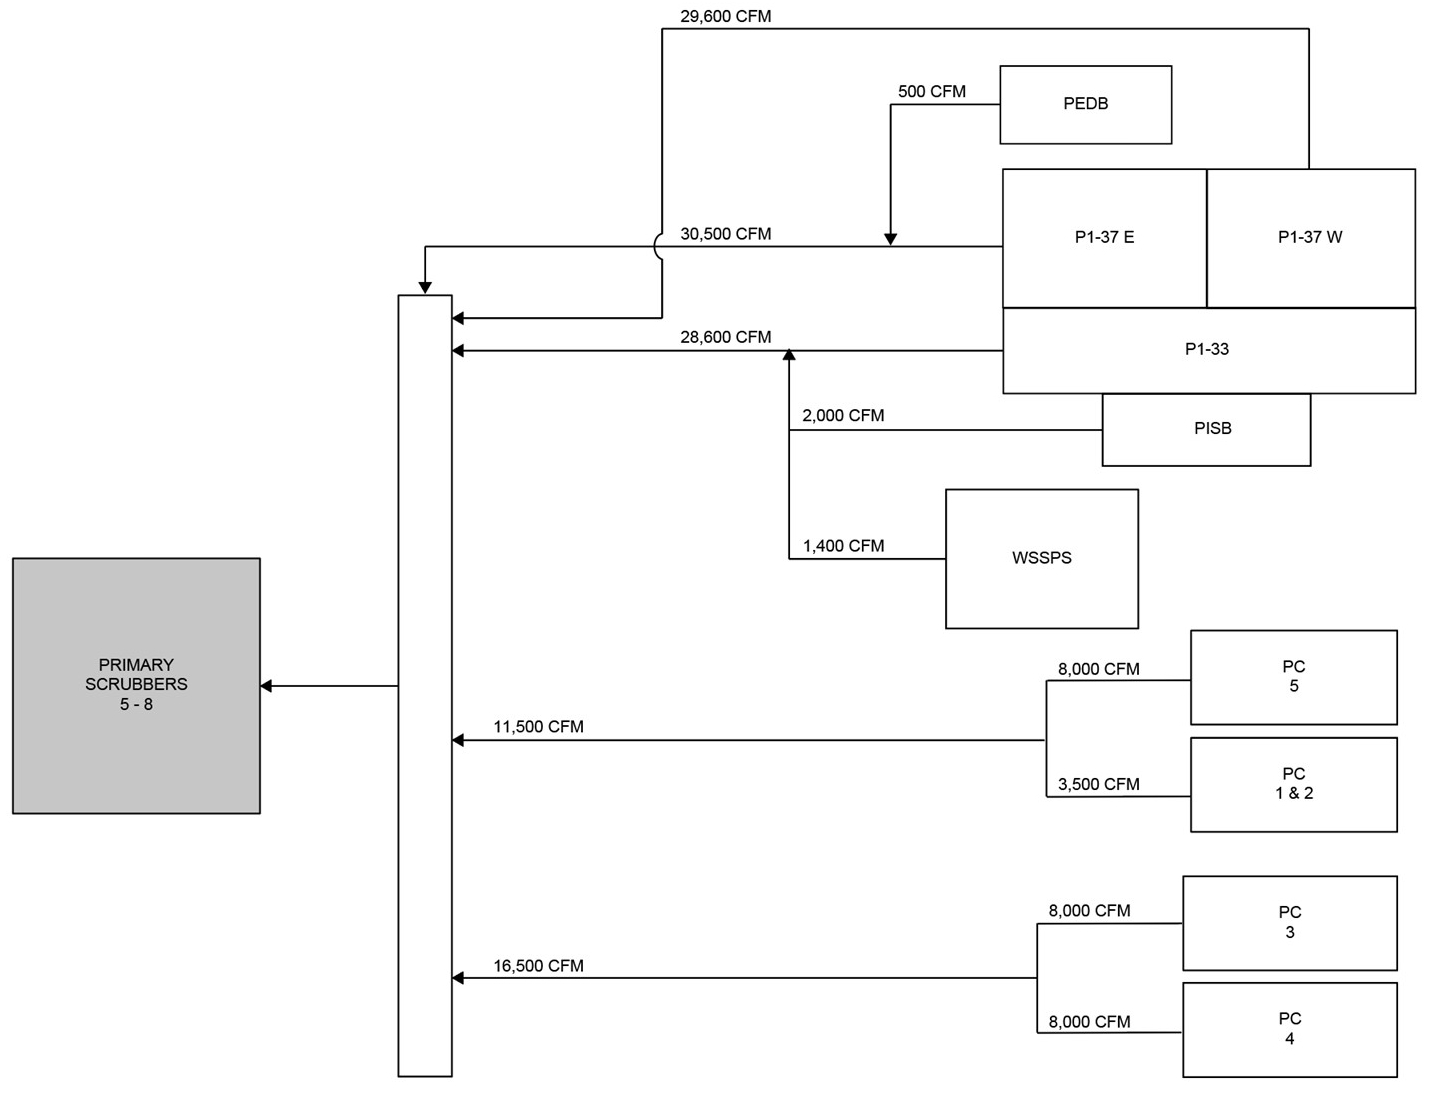 29,600 CFM
500 CFM
PEDB
30,500 CFM
P1-37 E
P1-37 W
28,600 CFM
P1-33
2,000 CFM
PISB
1,400 CFM
WSSPS
PRIMARY
SCRUBBERS
5 - 8
8,000 CFM
PC
5
11,500 CFM
3,500 CFM
PC
1 & 2
8,000 CFM
PC
3
16,500 CFM
8,000 CFM
PC
4